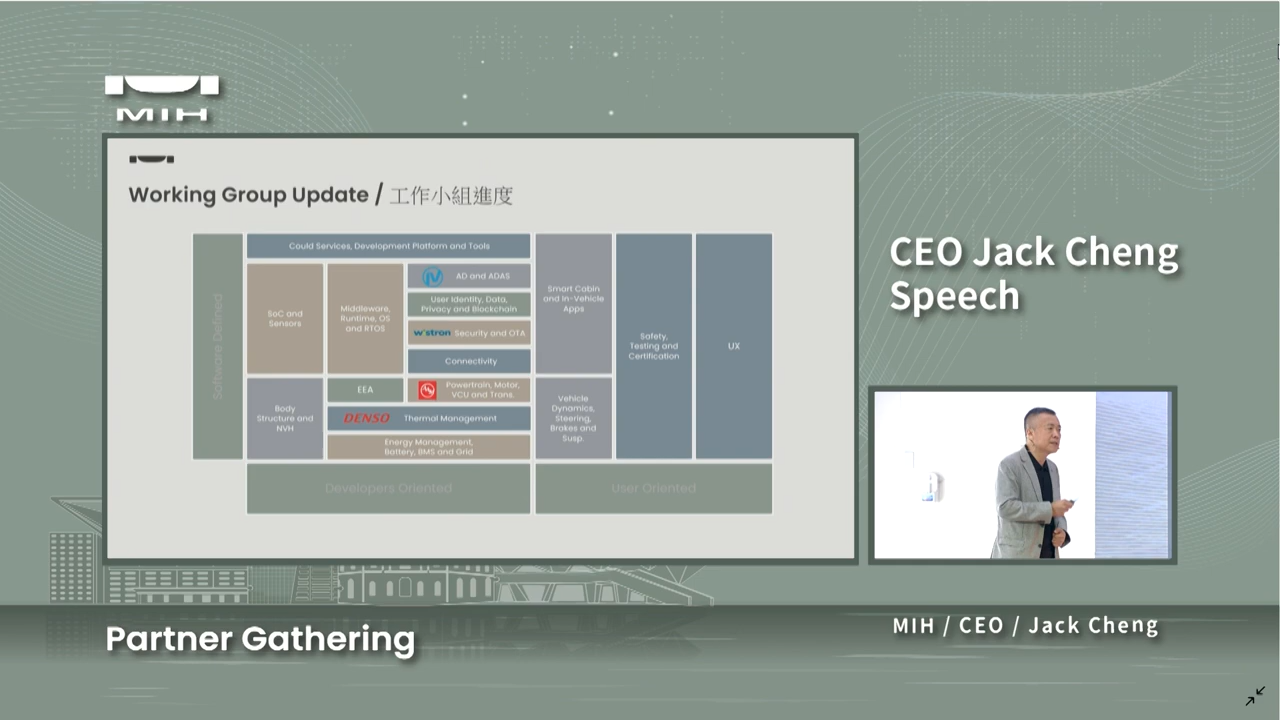 MIH
Working Group Update / 工作小組進度
Software Defined
Could Services, Development Platform and Tools
SoC and
Sensors
Middleware,
Runtime, OS
and RTOS
AD and ADAS
User Identity, Data,
Privacy and Blockchain
wistron Security and OTA
Connectivity
Smart Cabin
and In-Vehicle
Apps
Safety,
Testing and
Certification
UX
Body
Structure and
NVH
EEA
Powertrain, Motor,
VCU and Trans.
DENSO Thermal Management
Energy Management,
Battery, BMS and Grid
Vehicle
Dynamics,
Steering,
Brakes and
Susp.
Developers Oriented
User Oriented
CEO Jack Cheng
Speech
Partner Gathering
MIH / CEO / Jack Cheng